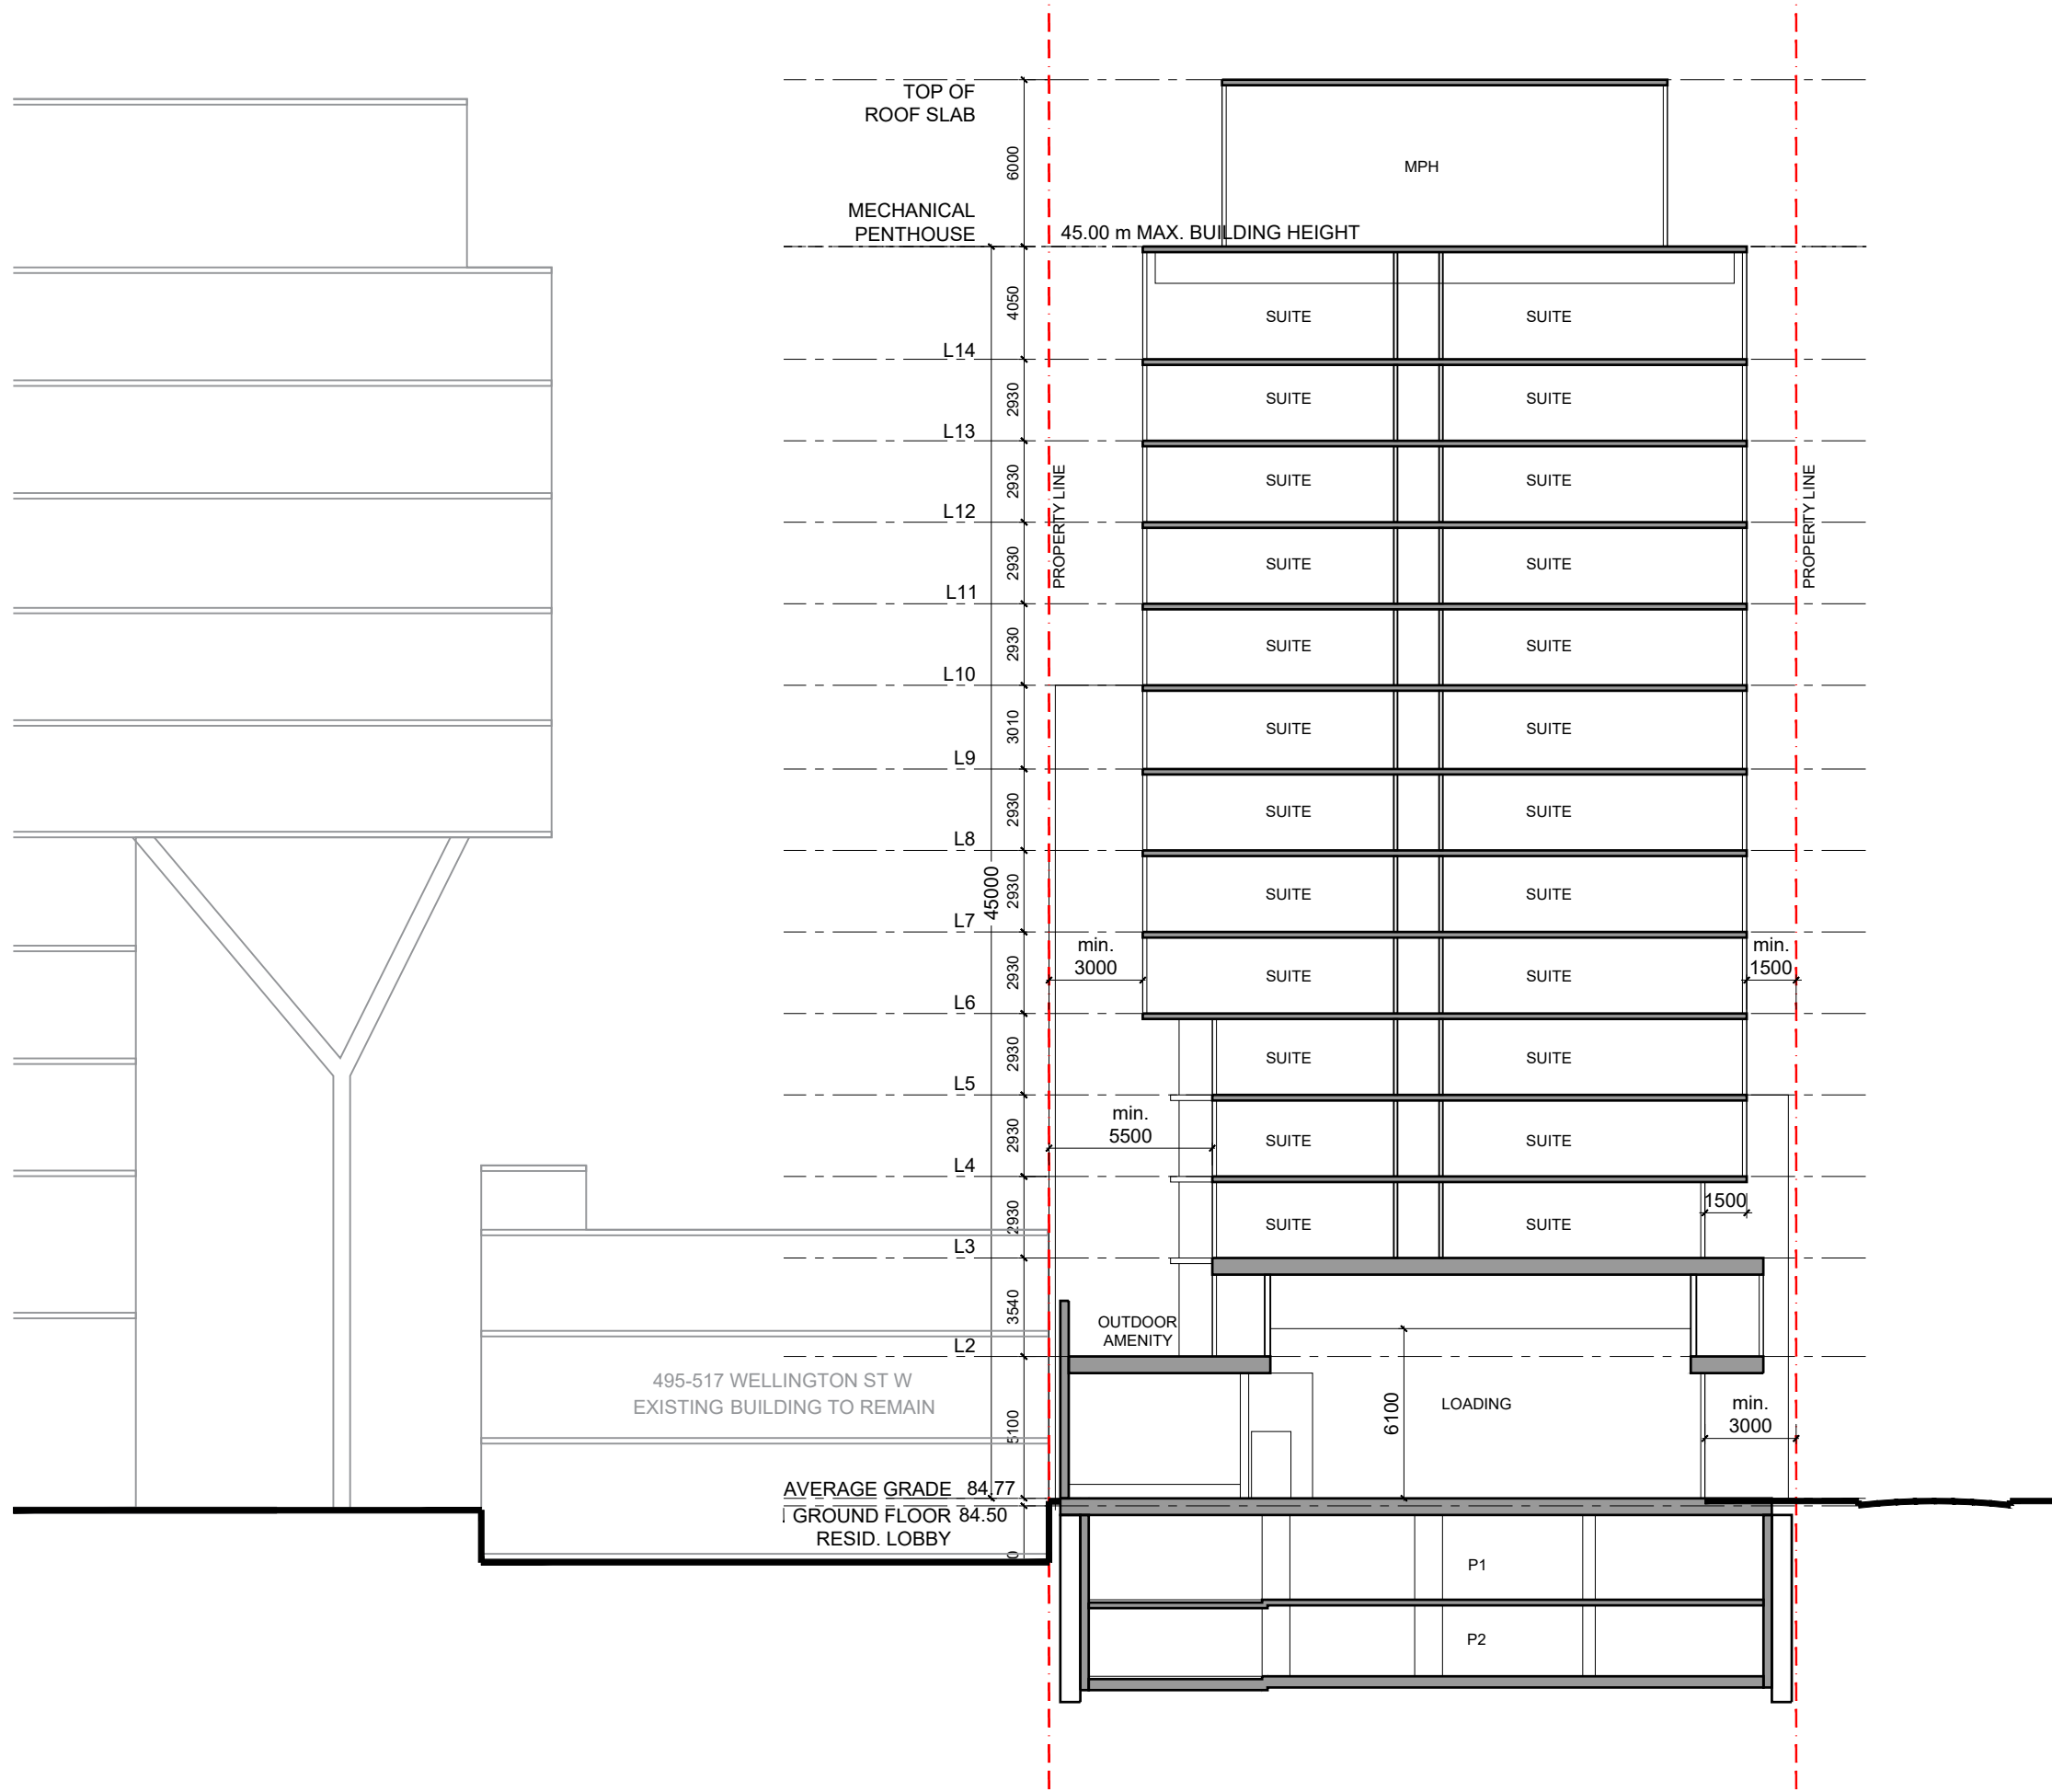 TOP OF
ROOF SLAB
6000
MPH
MECHANICAL
PENTHOUSE
45.00 m MAX. BUILDING HEIGHT
4050
SUITE
SUITE
L14
2930
SUITE
SUITE
L13
2930
SUITE
SUITE
PROPERTY LINE
PROPERTY LINE
L12
2930
SUITE
SUITE
L11
2930
SUITE
SUITE
L10
3010
SUITE
SUITE
L9
2930
SUITE
SUITE
L8
45000
2930
SUITE
SUITE
L7
min.
3000
2930
SUITE
SUITE
min.
1500
L6
2930
SUITE
SUITE
L5
min.
5500
2930
SUITE
SUITE
L4
1500
2930
SUITE
SUITE
L3
3540
OUTDOOR
AMENITY
L2
495-517 WELLINGTON ST W
EXISTING BUILDING TO REMAIN
5100
6100
LOADING
min.
3000
AVERAGE GRADE 84.77
GROUND FLOOR 84.50
RESID. LOBBY
P1
P2